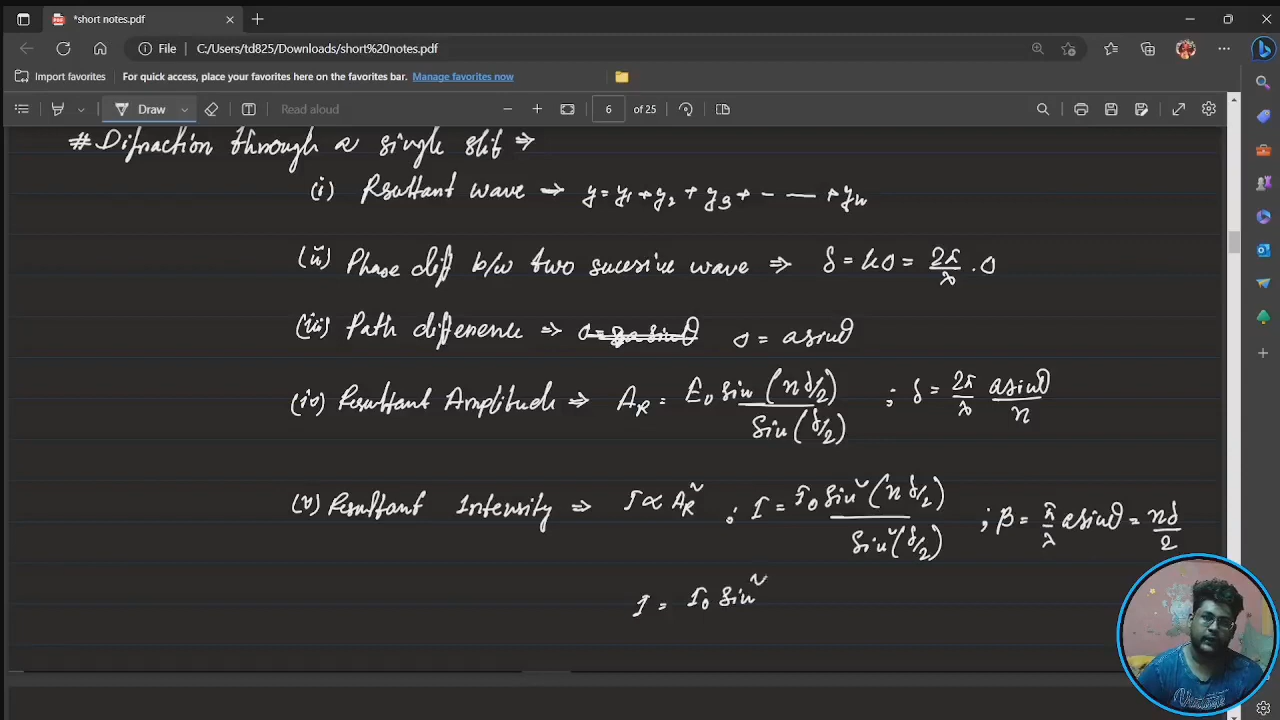 *short notes.pdf
File C:/Users/td825/Downloads/short%20notes.pdf
Import favorites For quick access, place your favorites here on the favorites bar. Manage favorites now
Draw Read aloud 6 of 25
# Difraction through a single slit ⇒
(i) Resultant wave → y = y₁ + y₂ + y₃ + - — + yₙ
(ii) Phase diff b/w two sucesive wave ⇒ δ = kΔ = 2π/λ . Δ
(iii) Path difference ⇒ Δ = a sinθ
(iv) Resultant Amplitude ⇒ A_R = E₀ sin (nδ/2) / sin (δ/2) ; δ = 2π/λ a sinθ/n
(v) Resultant Intensity ⇒ I ∝ A_R² ∴ I = I₀ sin² (nδ/2) / sin² (δ/2) ; β = π/λ a sinθ = nδ/2
I = I₀ sin²